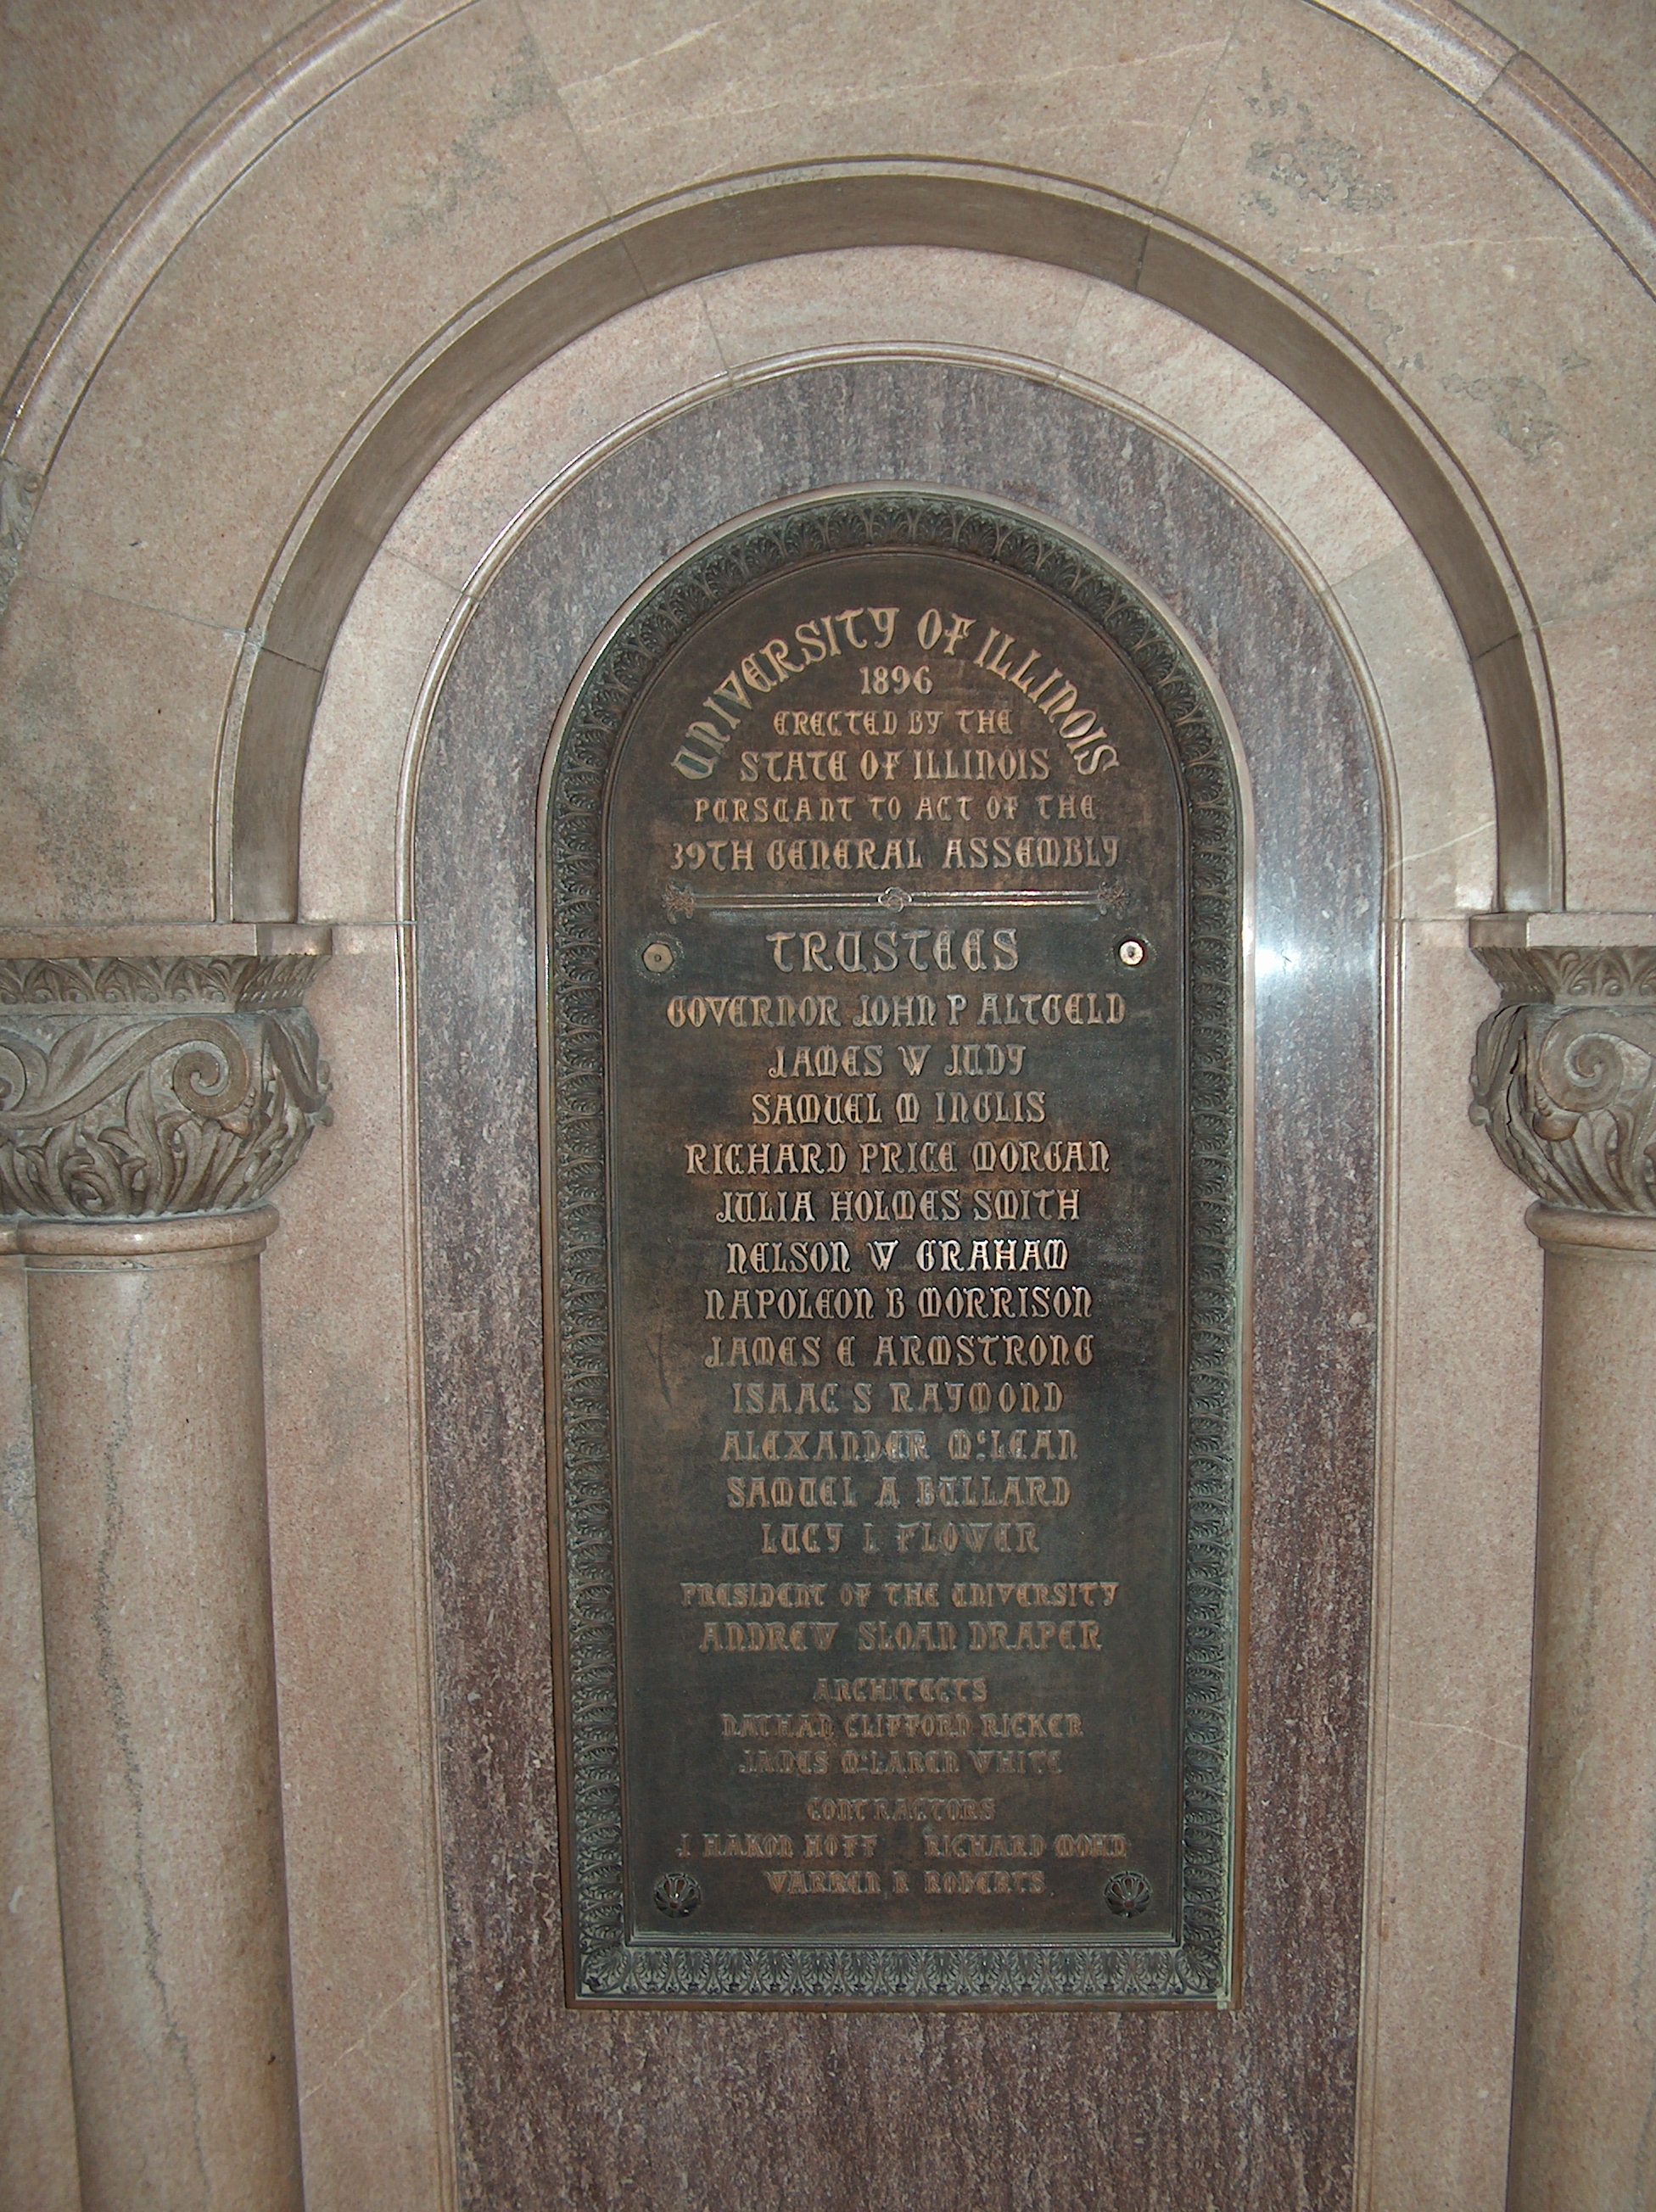 UNIVERSITY OF ILLINOIS
1896
ERECTED BY THE
STATE OF ILLINOIS
PURSUANT TO ACT OF THE
39TH GENERAL ASSEMBLY
TRUSTEES
GOVERNOR JOHN P ALTGELD
JAMES W JUDY
SAMUEL M INGLIS
RICHARD PRICE MORGAN
JULIA HOLMES SMITH
NELSON W GRAHAM
NAPOLEON B MORRISON
JAMES E ARMSTRONG
ISAAC S RAYMOND
ALEXANDER McLEAN
SAMUEL A BULLARD
LUCY L FLOWER
PRESIDENT OF THE UNIVERSITY
ANDREW SLOAN DRAPER
ARCHITECTS
NATHAN CLIFFORD RICKER
JAMES McLAREN WHITE
CONTRACTORS
J HAKON HOFF RICHARD MOHR
WARREN R ROBERTS